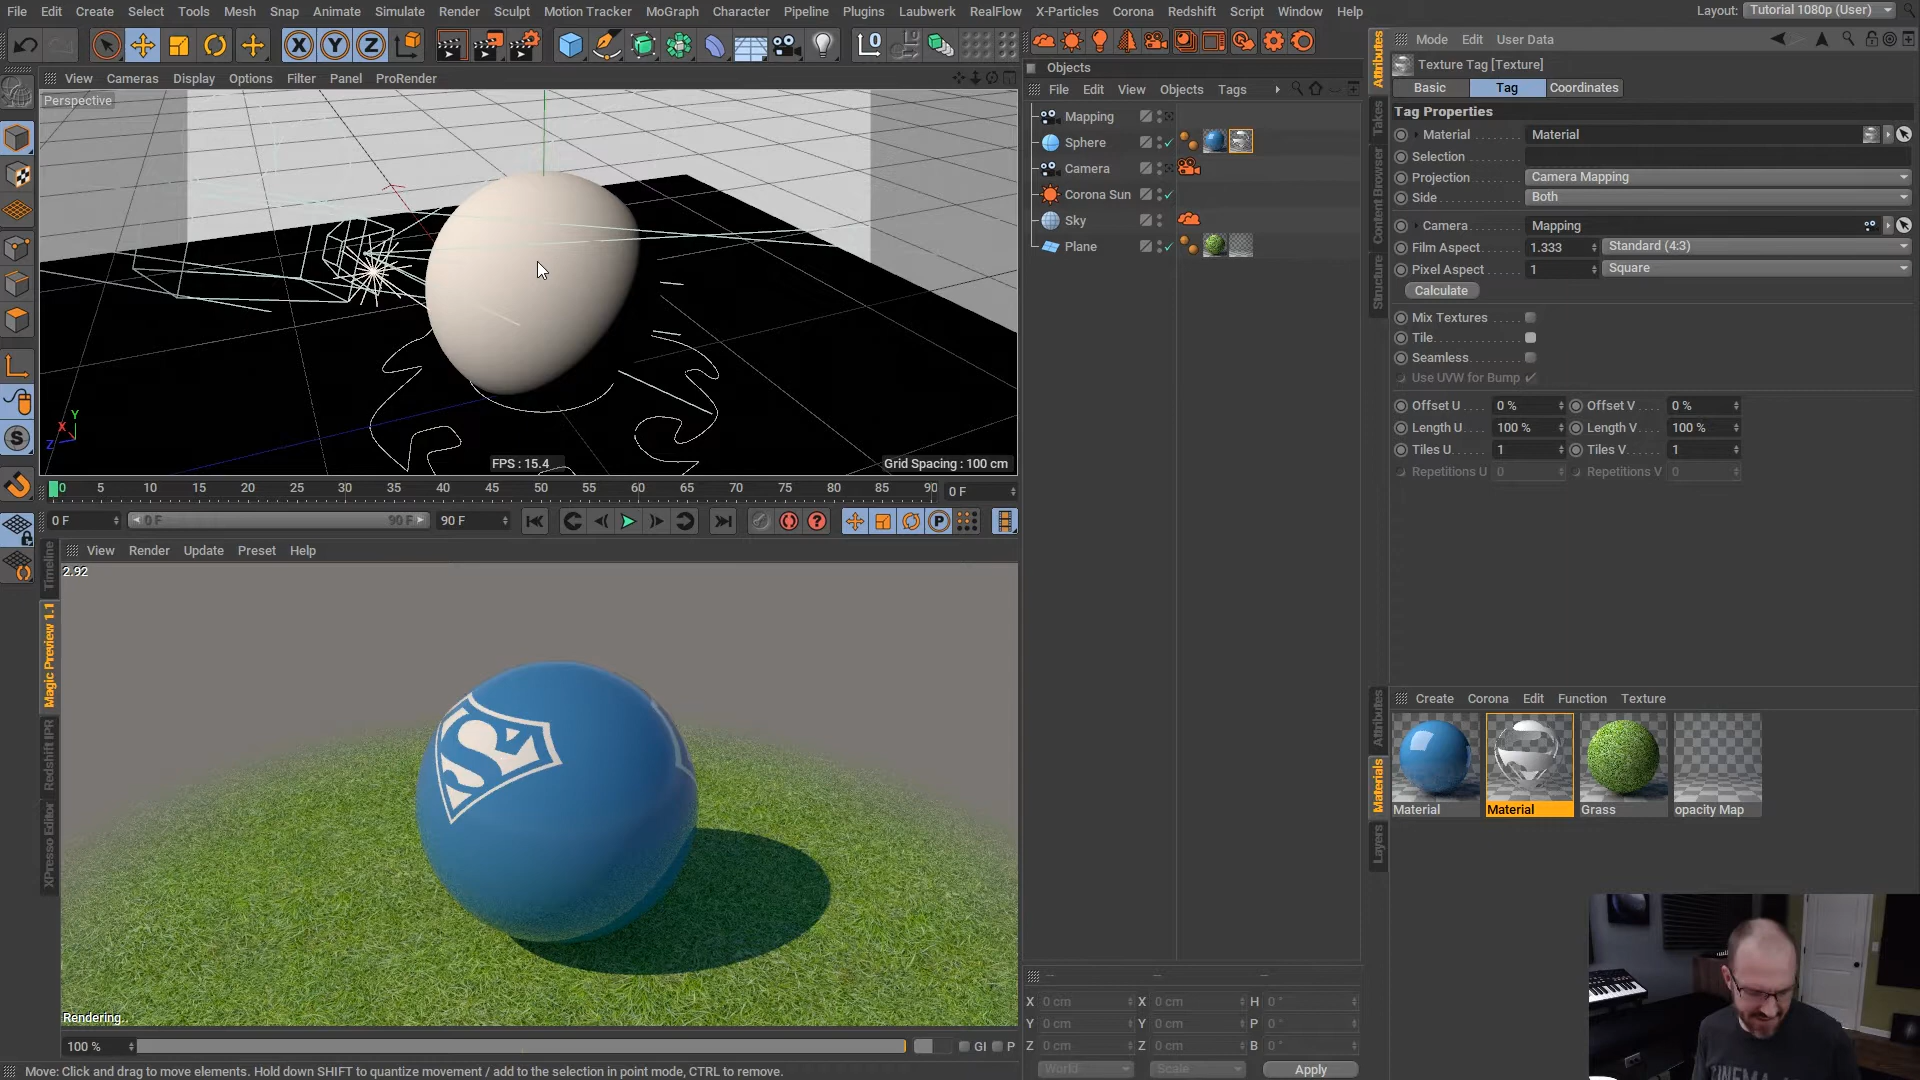 File Edit Create Select Tools Mesh Snap Animate Simulate Render Sculpt Motion Tracker MoGraph Character Pipeline Plugins Laubwerk RealFlow X-Particles Corona Redshift Script Window Help
Layout: Tutorial 1080p (User)
View Cameras Display Options Filter Panel ProRender
Perspective
FPS : 15.4
Grid Spacing : 100 cm
Y
X
Z
0 5 10 15 20 25 30 35 40 45 50 55 60 65 70 75 80 85 90
0 F
0 F 0 F 90 F 90 F
View Render Update Preset Help
2.92
S
Rendering..
100 % GI P
Timeline
Magic Preview 1.1
Redshift IPR
XPresso Editor
Move: Click and drag to move elements. Hold down SHIFT to quantize movement / add to the selection in point mode, CTRL to remove.
Objects
File Edit View Objects Tags
Mapping
Sphere
Camera
Corona Sun
Sky
Plane
X 0 cm X 0 cm H 0 °
Y 0 cm Y 0 cm P 0 °
Z 0 cm Z 0 cm B 0 °
World Scale Apply
Attributes
Takes
Content Browser
Structure
Mode Edit User Data
Texture Tag [Texture]
Basic Tag Coordinates
Tag Properties
Material Material
Selection
Projection Camera Mapping
Side Both
Camera Mapping
Film Aspect 1.333 Standard (4:3)
Pixel Aspect 1 Square
Calculate
Mix Textures
Tile
Seamless
Use UVW for Bump
Offset U 0 % Offset V 0 %
Length U 100 % Length V 100 %
Tiles U 1 Tiles V 1
Repetitions U 0 Repetitions V 0
Attributes
Materials
Layers
Create Corona Edit Function Texture
Material Material Grass opacity Map
CINEMA